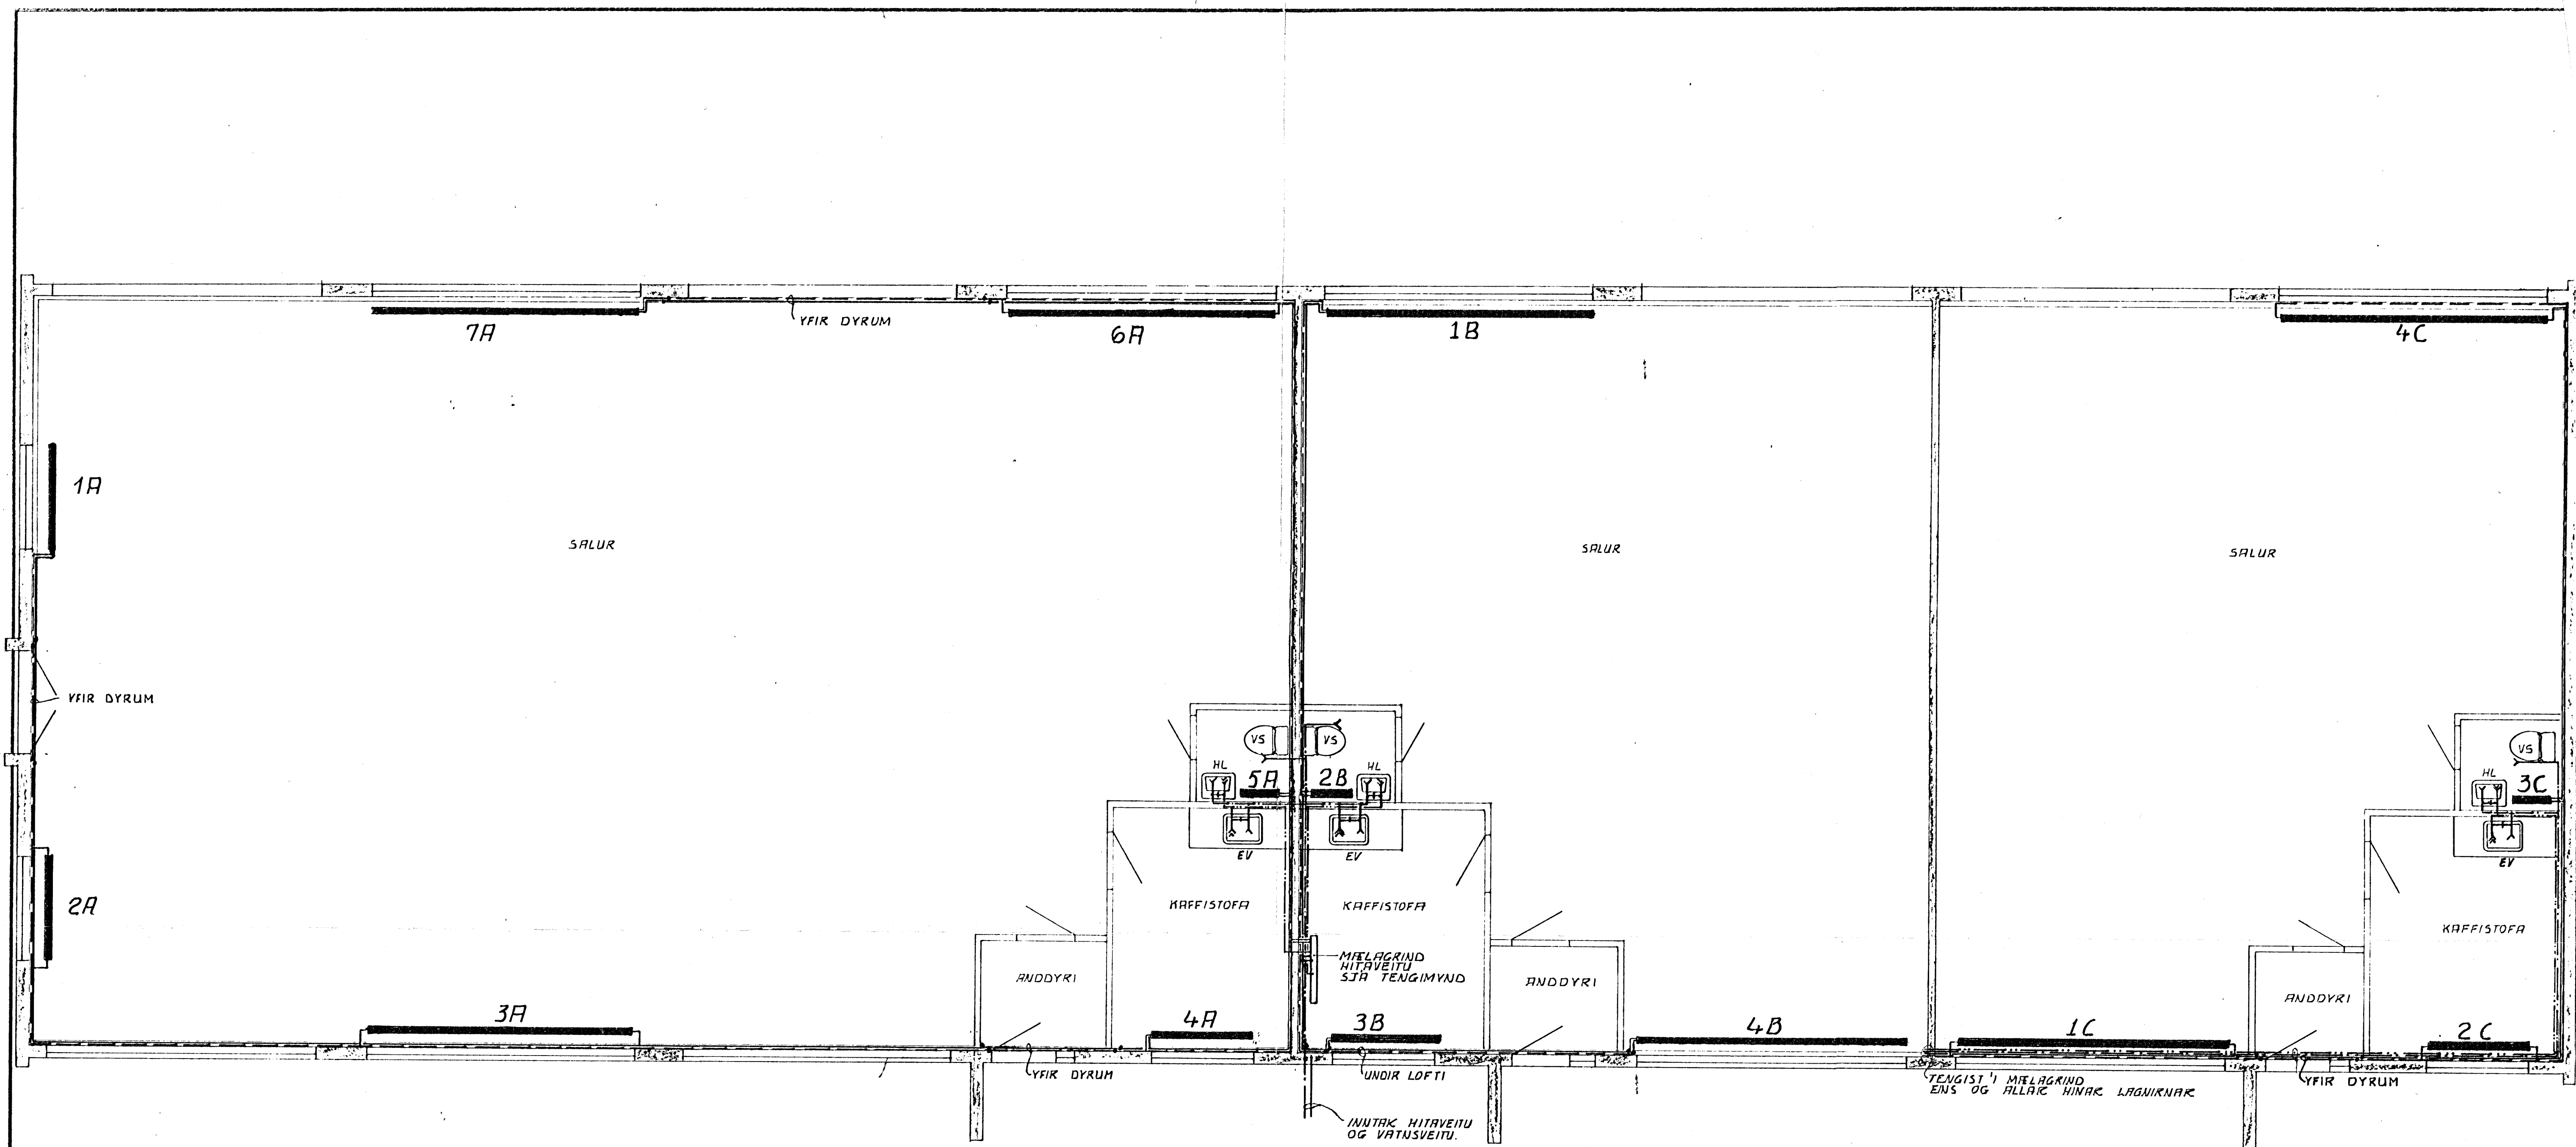 7A
YFIR DYRUM
6A
1B
4C
1A
SALUR
SALUR
SALUR
YFIR DYRUM
2A
VS
VS
VS
HL
5A
2B
HL
HL
3C
EV
EV
EV
KAFFISTOFA
KAFFISTOFA
KAFFISTOFA
MÆLAGRIND
HITAVEITU
SJÁ TENGIMYND
ANDDYRI
ANDDYRI
ANDDYRI
3A
4A
3B
4B
1C
2C
YFIR DYRUM
UNDIR LOFTI
TENGIST Í MÆLAGRIND
EINS OG ALLAR HINAR LAGNIRNAR
YFIR DYRUM
INNTAK HITAVEITU
OG VATNSVEITU.